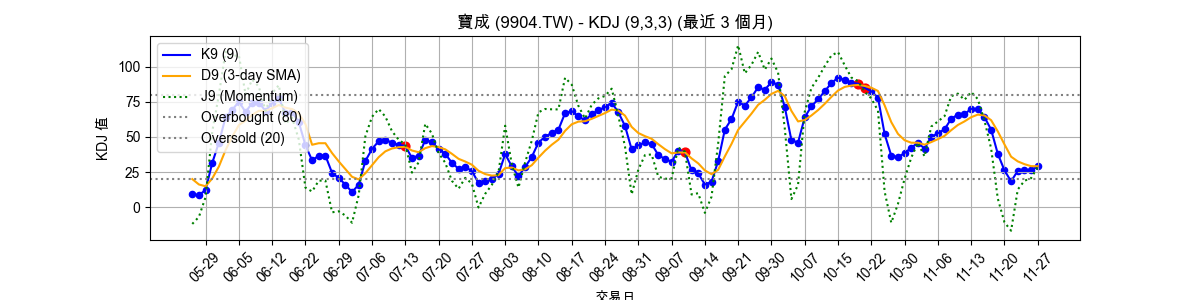 寶成 (9904.TW) - KDJ (9,3,3) (最近 3 個月)
KDJ 值
100
75
50
25
0
K9 (9)
D9 (3-day SMA)
J9 (Momentum)
Overbought (80)
Oversold (20)
05-29 06-05 06-12 06-22 06-29 07-06 07-13 07-20 07-27 08-03 08-10 08-17 08-24 08-31 09-07 09-14 09-21 09-30 10-07 10-15 10-22 10-30 11-06 11-13 11-20 11-27
交易日